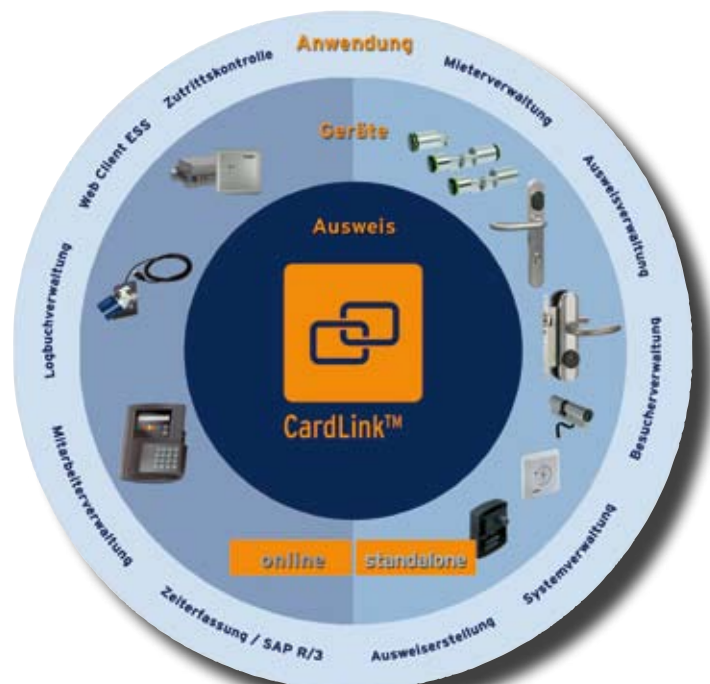 Anwendung
Mieterverwaltung
Ausweisverwaltung
Besucherverwaltung
Systemverwaltung
Ausweiserstellung
Zeiterfassung / SAP R/3
Mitarbeiterverwaltung
Logbuchverwaltung
Web Client ESS
Zutrittskontrolle
Geräte
Ausweis
CardLink™
online
standalone